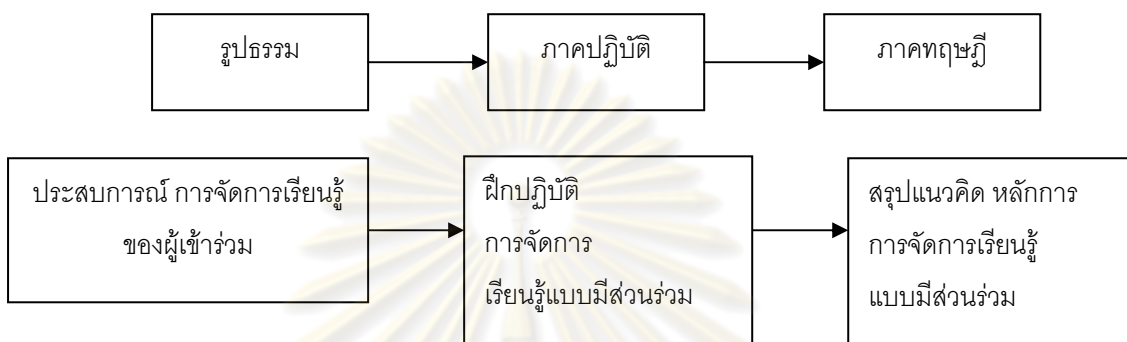 รูปธรรม
ภาคปฏิบัติ
ภาคทฤษฎี
ประสบการณ์ การจัดการเรียนรู้
ของผู้เข้าร่วม
ฝึกปฏิบัติ
การจัดการ
เรียนรู้แบบมีส่วนร่วม
สรุปแนวคิด หลักการ
การจัดการเรียนรู้
แบบมีส่วนร่วม